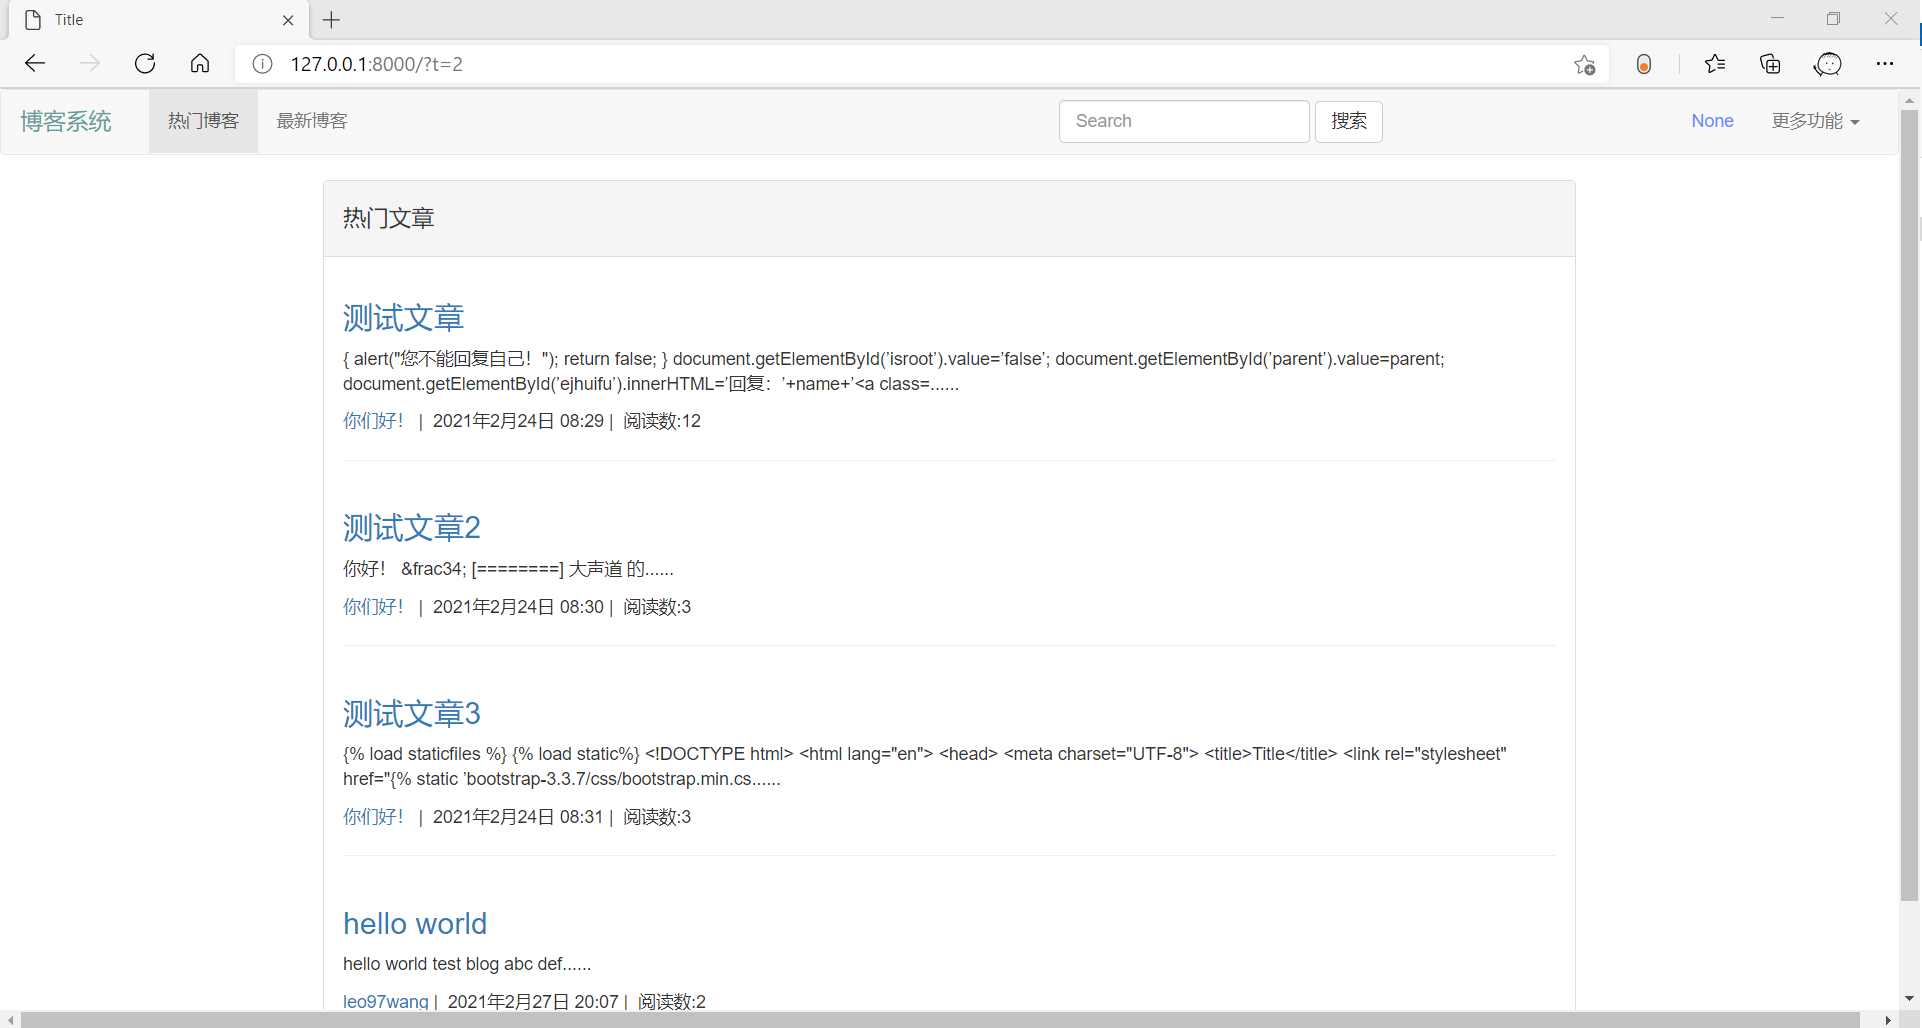 Title
127.0.0.1:8000/?t=2
博客系统 热门博客 最新博客 Search 搜索 None 更多功能
热门文章
测试文章
{ alert("您不能回复自己！"); return false; } document.getElementById(’isroot’).value=’false’; document.getElementById(’parent’).value=parent;
document.getElementById(’ejhuifu’).innerHTML=’回复：’+name+’<a class=......
你们好！ | 2021年2月24日 08:29 | 阅读数:12
测试文章2
你好！ &frac34; [========] 大声道 的......
你们好！ | 2021年2月24日 08:30 | 阅读数:3
测试文章3
{% load staticfiles %} {% load static%} <!DOCTYPE html> <html lang="en"> <head> <meta charset="UTF-8"> <title>Title</title> <link rel="stylesheet"
href="{% static ’bootstrap-3.3.7/css/bootstrap.min.cs......
你们好！ | 2021年2月24日 08:31 | 阅读数:3
hello world
hello world test blog abc def......
leo97wang | 2021年2月27日 20:07 | 阅读数:2